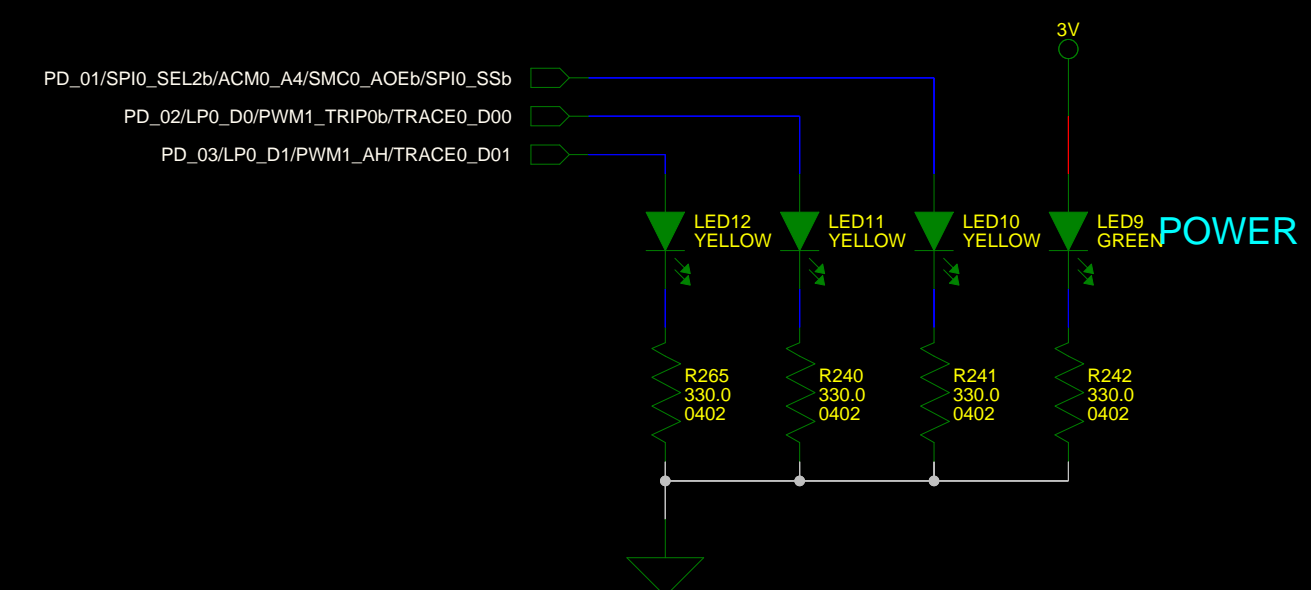 3V
PD_01/SPI0_SEL2b/ACM0_A4/SMC0_AOEb/SPI0_SSb
PD_02/LP0_D0/PWM1_TRIP0b/TRACE0_D00
PD_03/LP0_D1/PWM1_AH/TRACE0_D01
LED12
YELLOW
LED11
YELLOW
LED10
YELLOW
LED9
GREEN
POWER
R265
330.0
0402
R240
330.0
0402
R241
330.0
0402
R242
330.0
0402